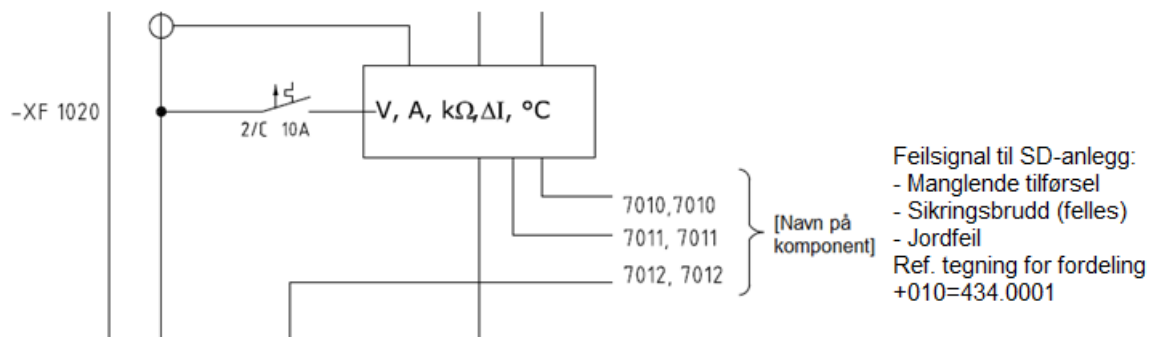 -XF 1020
2/C 10A
V, A, kΩ,ΔI, °C
7010,7010
7011, 7011
7012, 7012
[Navn på
komponent]
Feilsignal til SD-anlegg:
- Manglende tilførsel
- Sikringsbrudd (felles)
- Jordfeil
Ref. tegning for fordeling
+010=434.0001